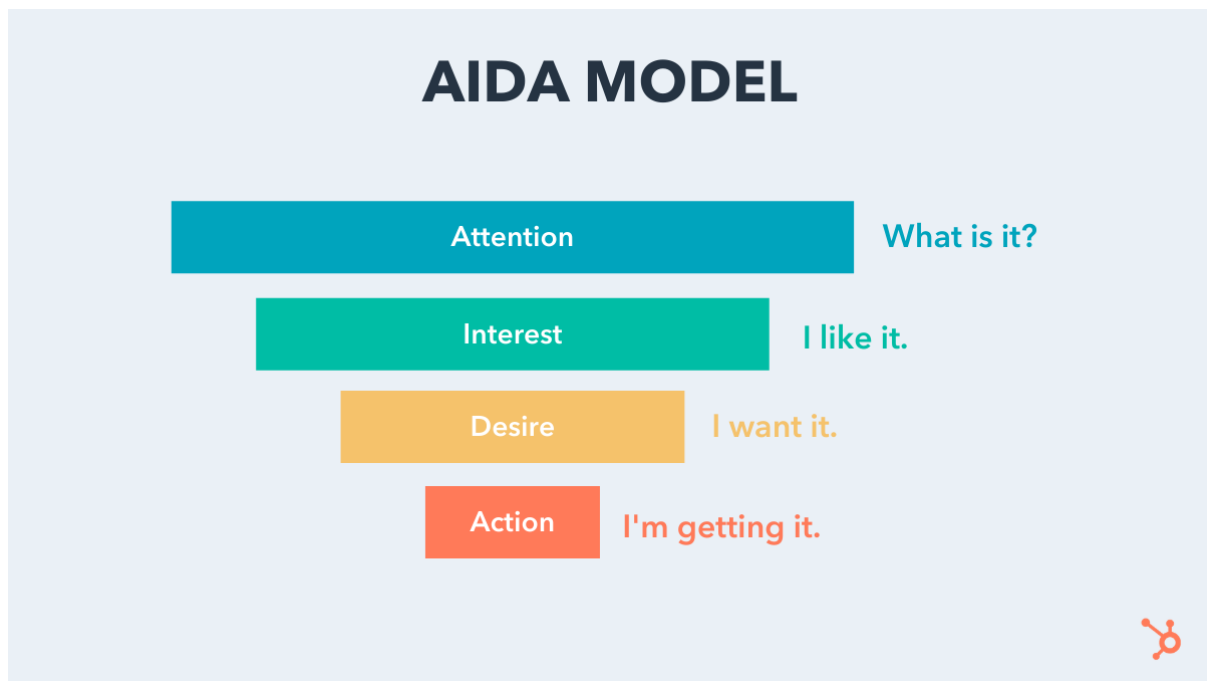 AIDA MODEL
Attention
What is it?
Interest
I like it.
Desire
I want it.
Action
I'm getting it.